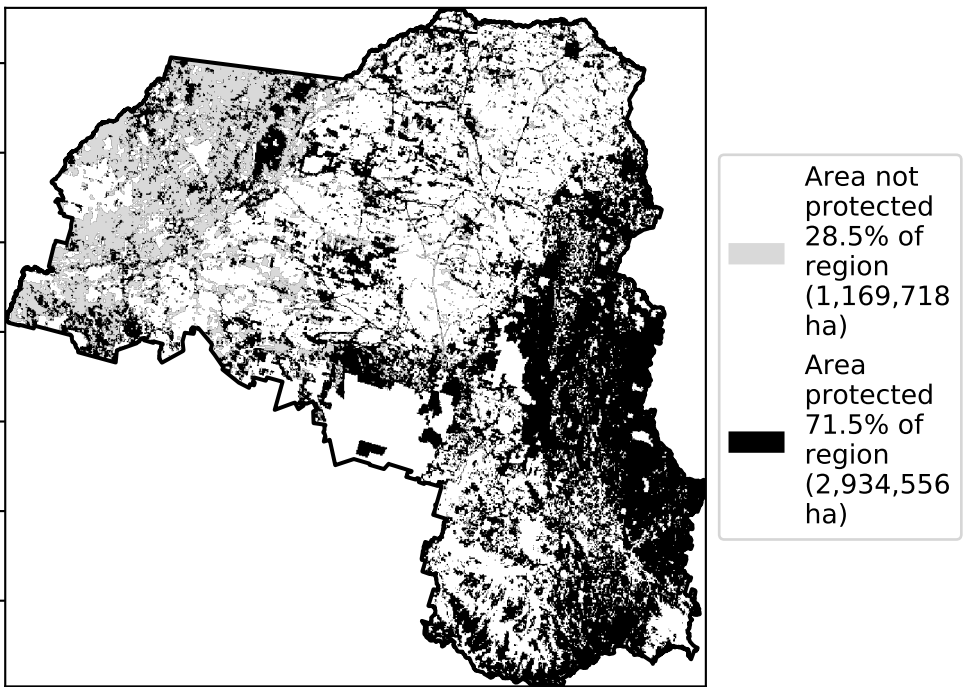 Area not
protected
28.5% of
region
(1,169,718
ha)
Area
protected
71.5% of
region
(2,934,556
ha)